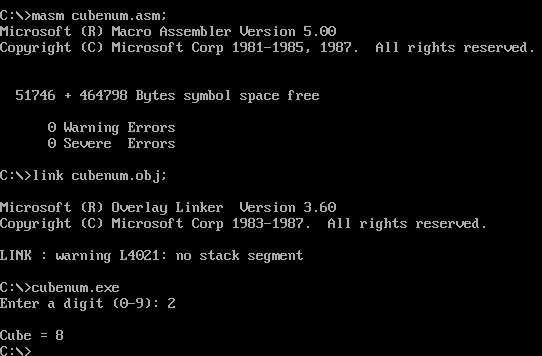 C:\>masm cubenum.asm;
Microsoft (R) Macro Assembler Version 5.00
Copyright (C) Microsoft Corp 1981-1985, 1987.  All rights reserved.
51746 + 464798 Bytes symbol space free
0 Warning Errors
0 Severe  Errors
C:\>link cubenum.obj;
Microsoft (R) Overlay Linker  Version 3.60
Copyright (C) Microsoft Corp 1983-1987.  All rights reserved.
LINK : warning L4021: no stack segment
C:\>cubenum.exe
Enter a digit (0-9): 2
Cube = 8
C:\>